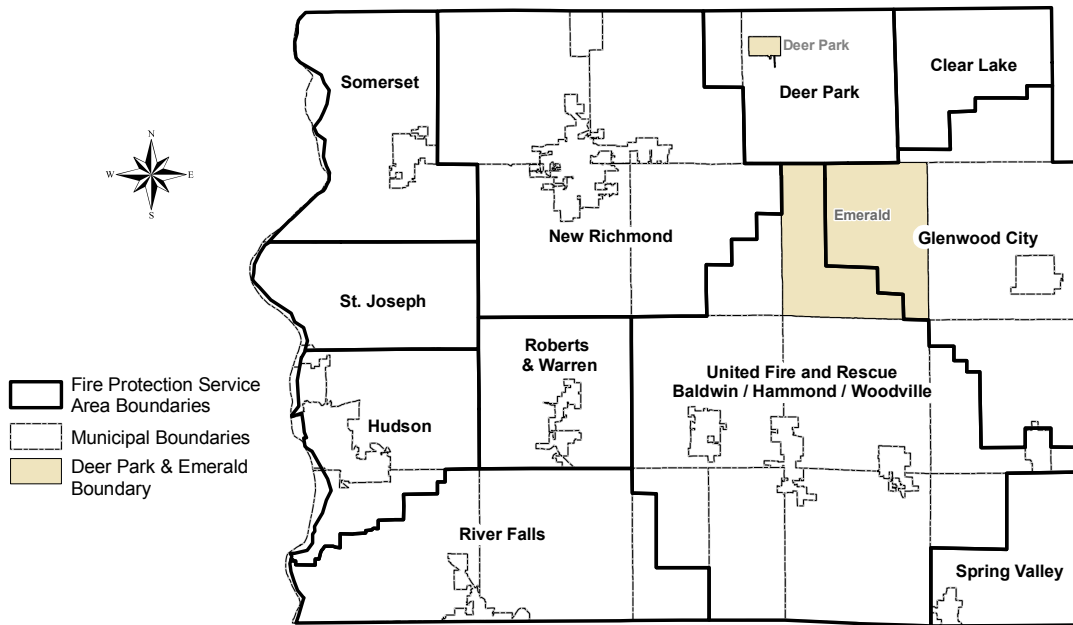 Deer Park
Clear Lake
Somerset
Deer Park
N
W
E
S
Emerald
New Richmond
Glenwood City
St. Joseph
Roberts
& Warren
United Fire and Rescue
Baldwin / Hammond / Woodville
Fire Protection Service
Area Boundaries
Municipal Boundaries
Deer Park & Emerald
Boundary
Hudson
River Falls
Spring Valley